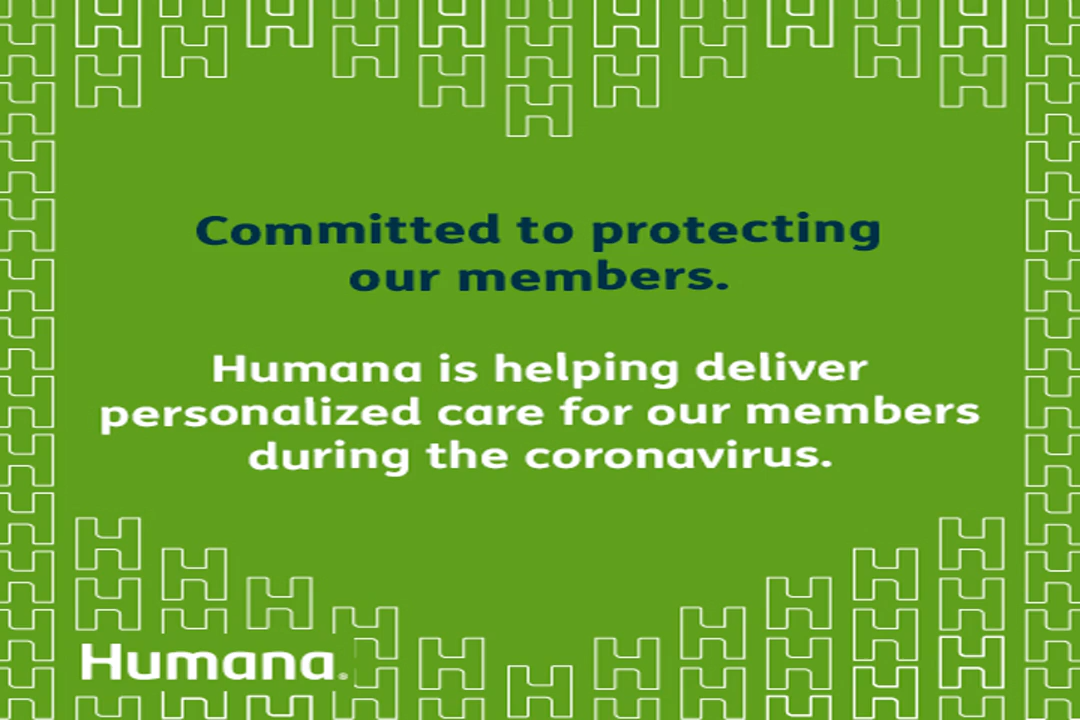 Committed to protecting
our members.
Humana is helping deliver
personalized care for our members
during the coronavirus.
Humana.